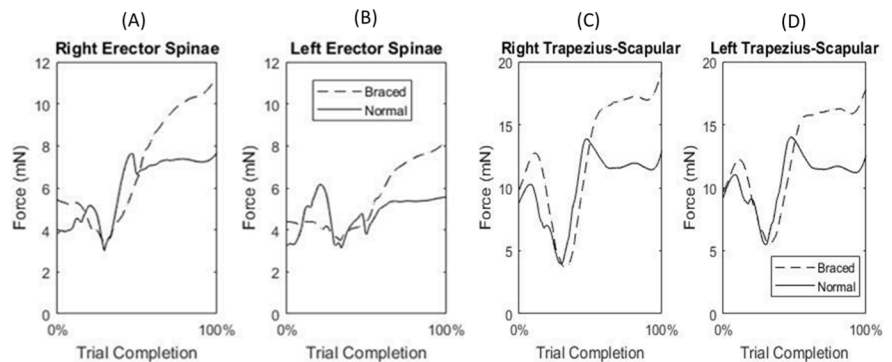 (A)
Right Erector Spinae
12
10
8
6
4
2
0
Force (mN)
0%
100%
Trial Completion
(B)
Left Erector Spinae
12
10
8
6
4
2
0
Force (mN)
Braced
Normal
0%
100%
Trial Completion
(C)
Right Trapezius-Scapular
20
15
10
5
0
Force (mN)
0%
100%
Trial Completion
(D)
Left Trapezius-Scapular
20
15
10
5
0
Force (mN)
Braced
Normal
0%
100%
Trial Completion